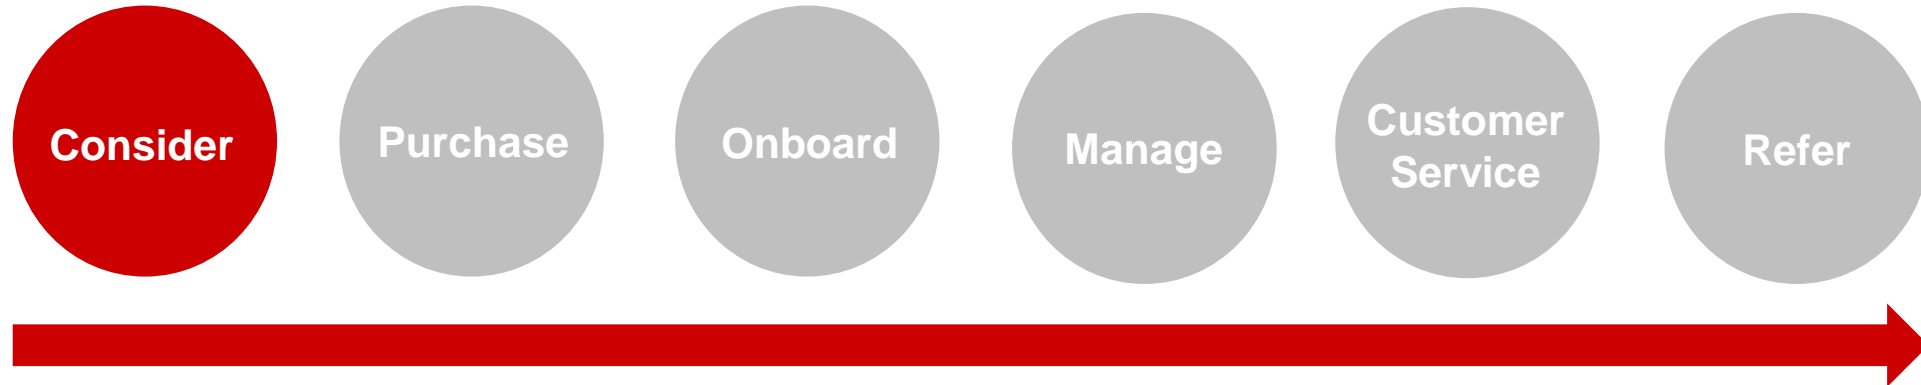 Consider
Purchase
Onboard
Manage
Customer
Service
Refer